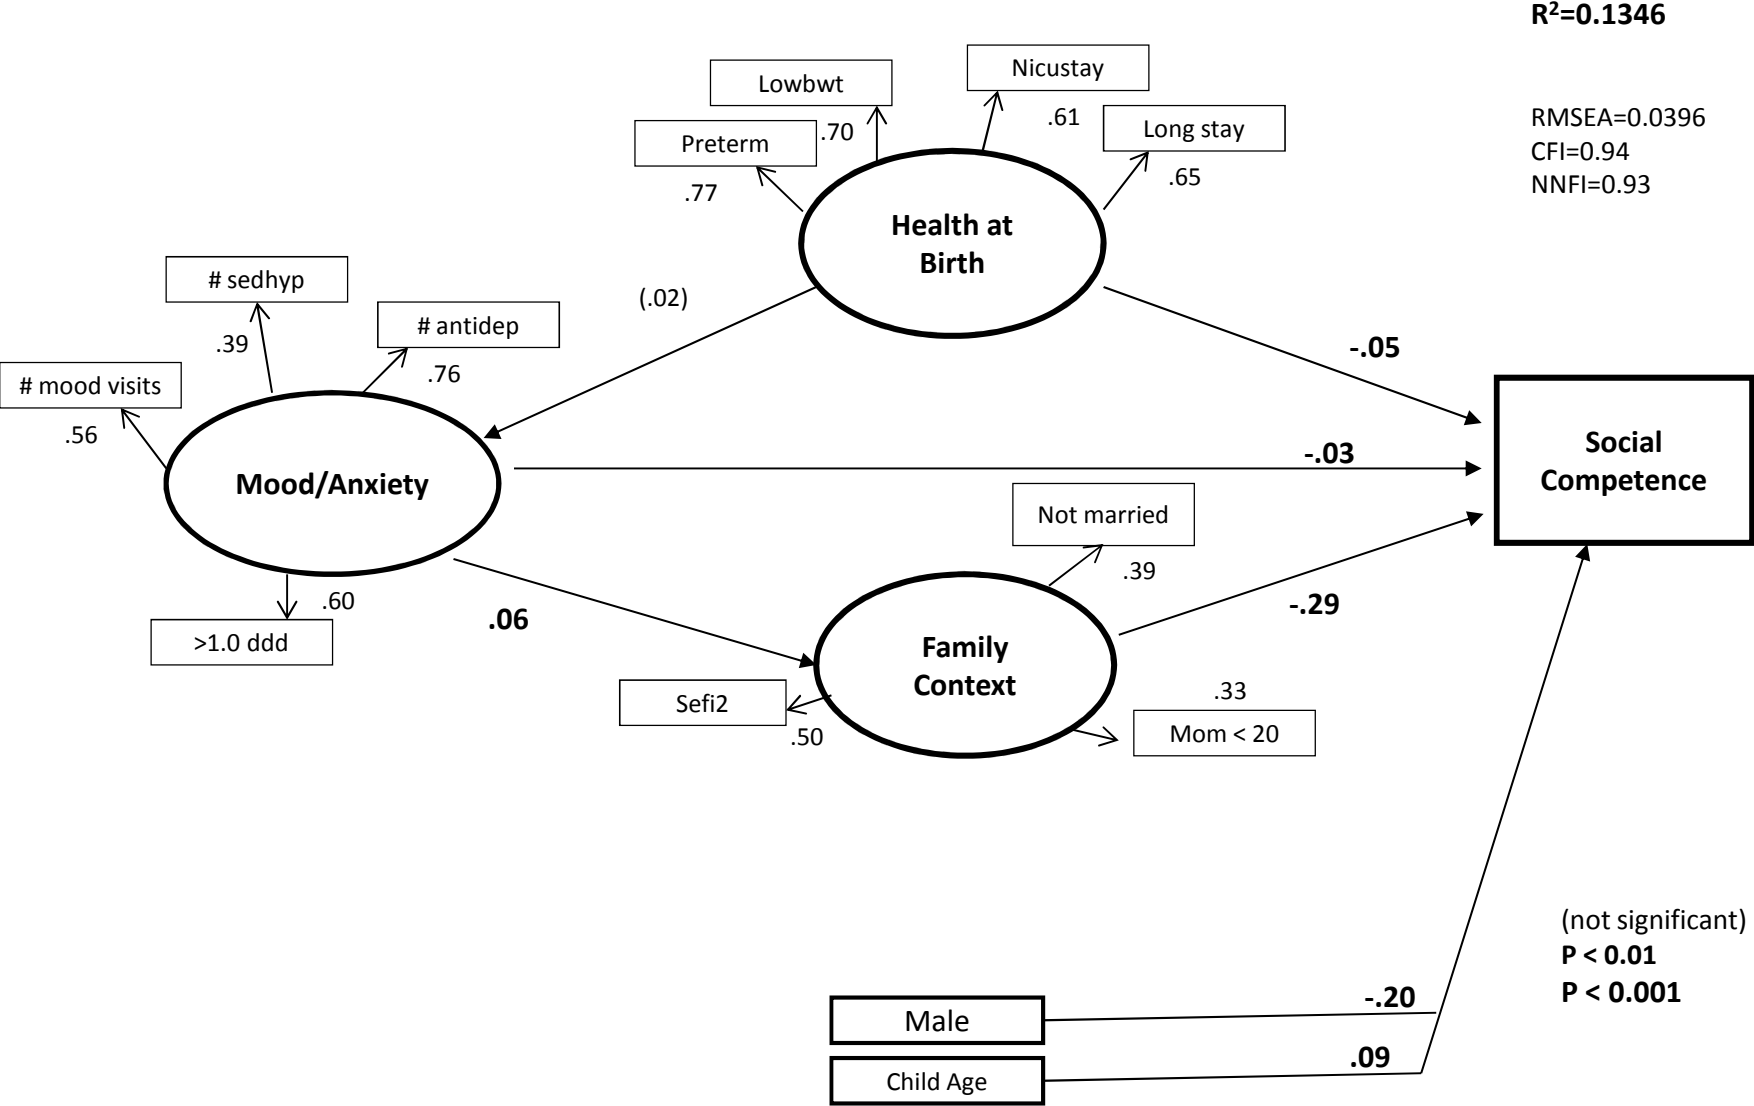 R²=0.1346
Nicustay
Lowbwt
.61
Long stay
RMSEA=0.0396
.70
Preterm
CFI=0.94
.77
.65
NNFI=0.93
Health at
Birth
# sedhyp
(.02)
# antidep
.39
-.05
.76
# mood visits
.56
Social
Competence
-.03
Mood/Anxiety
Not married
.39
.60
-.29
.06
>1.0 ddd
Family
Context
.33
Sefi2
.50
Mom < 20
(not significant)
P < 0.01
P < 0.001
-.20
Male
.09
Child Age